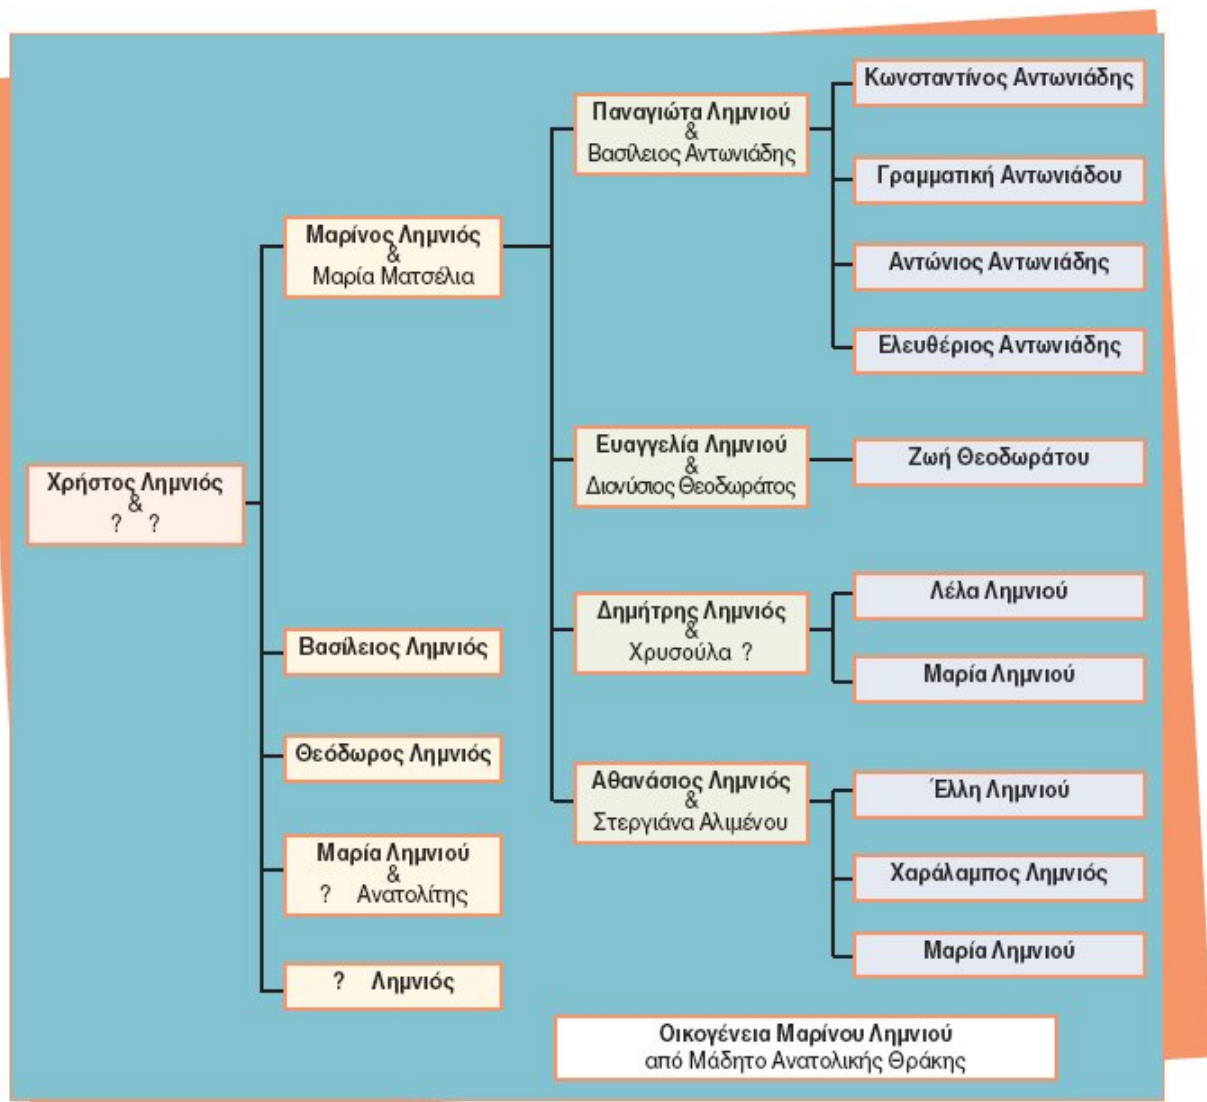 Χρήστος Λημνιός
&
? ?
Μαρίνος Λημνιός
&
Μαρία Ματσέλια
Βασίλειος Λημνιός
Θεόδωρος Λημνιός
Μαρία Λημνιού
&
? Ανατολίτης
? Λημνιός
Παναγιώτα Λημνιού
&
Βασίλειος Αντωνιάδης
Ευαγγελία Λημνιού
&
Διονύσιος Θεοδωράτος
Δημήτρης Λημνιός
&
Χρυσούλα ?
Αθανάσιος Λημνιός
&
Στεργιάνα Αλιμένου
Κωνσταντίνος Αντωνιάδης
Γραμματική Αντωνιάδου
Αντώνιος Αντωνιάδης
Ελευθέριος Αντωνιάδης
Ζωή Θεοδωράτου
Λέλα Λημνιού
Μαρία Λημνιού
Έλλη Λημνιού
Χαράλαμπος Λημνιός
Μαρία Λημνιού
Οικογένεια Μαρίνου Λημνιού
από Μάδητο Ανατολικής Θράκης